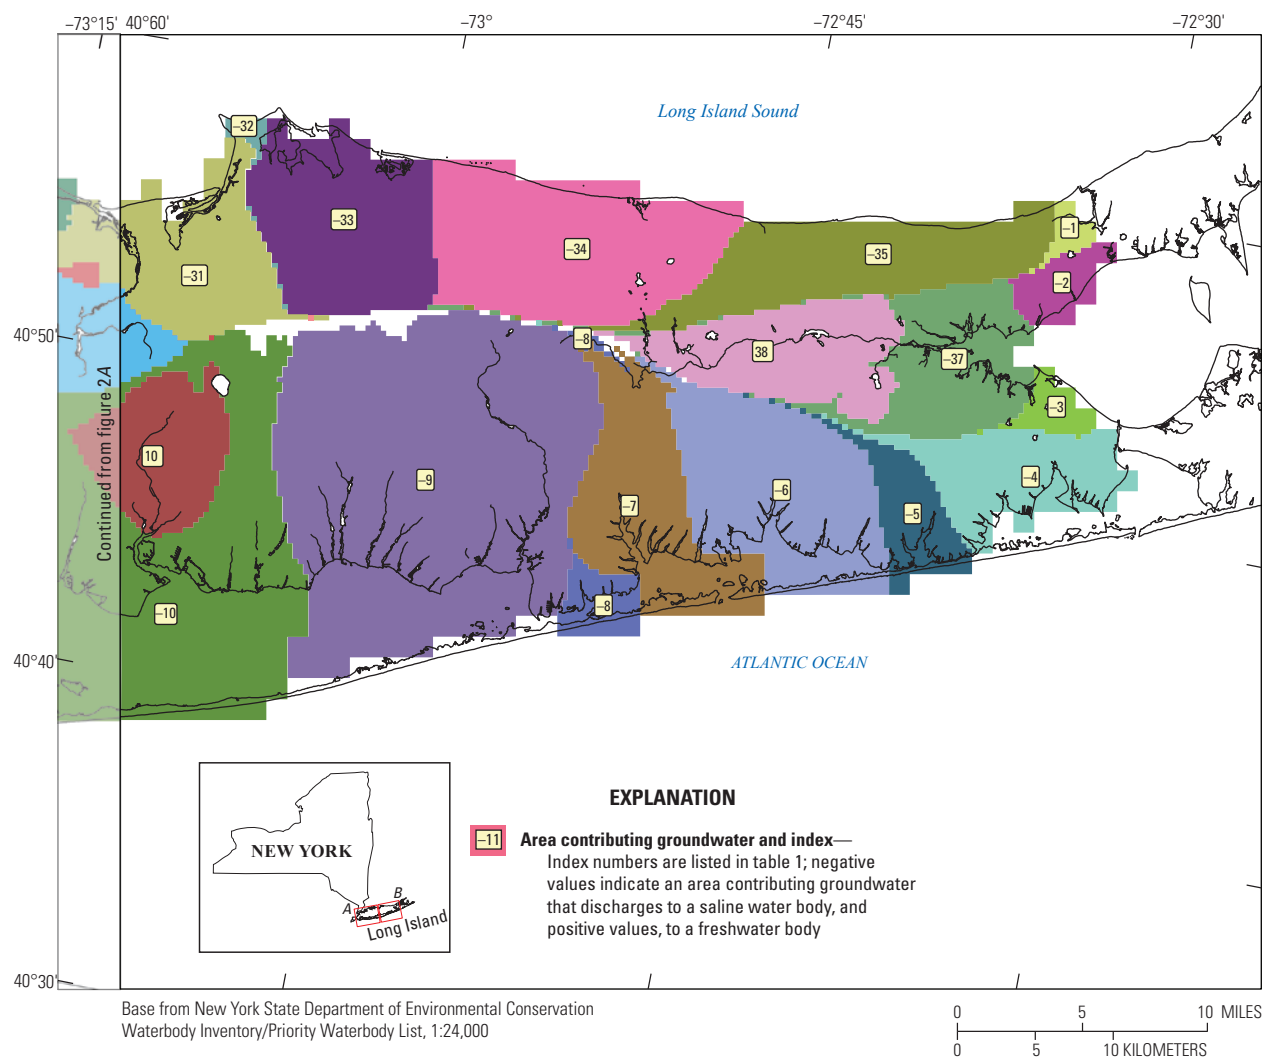 –73°15' 40°60' –73° –72°45' –72°30'
Long Island Sound
–32
–33
–1
–34
–35
–31
–2
40°50'
–8
38
–37
Continued from figure 2A
–3
10
–9
–4
–6
–7
–5
–8
–10
40°40'
ATLANTIC OCEAN
NEW YORK
A
B
Long Island
EXPLANATION
–11 Area contributing groundwater and index—
Index numbers are listed in table 1; negative
values indicate an area contributing groundwater
that discharges to a saline water body, and
positive values, to a freshwater body
40°30'
Base from New York State Department of Environmental Conservation
Waterbody Inventory/Priority Waterbody List, 1:24,000
0 5 10 MILES
0 5 10 KILOMETERS